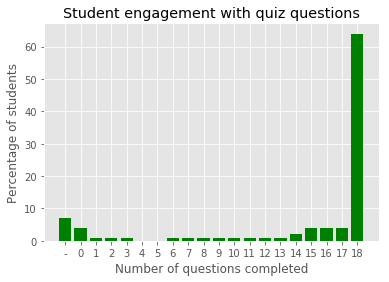 Student engagement with quiz questions
Percentage of students
60
50
40
30
20
10
0
- 0 1 2 3 4 5 6 7 8 9 10 11 12 13 14 15 16 17 18
Number of questions completed